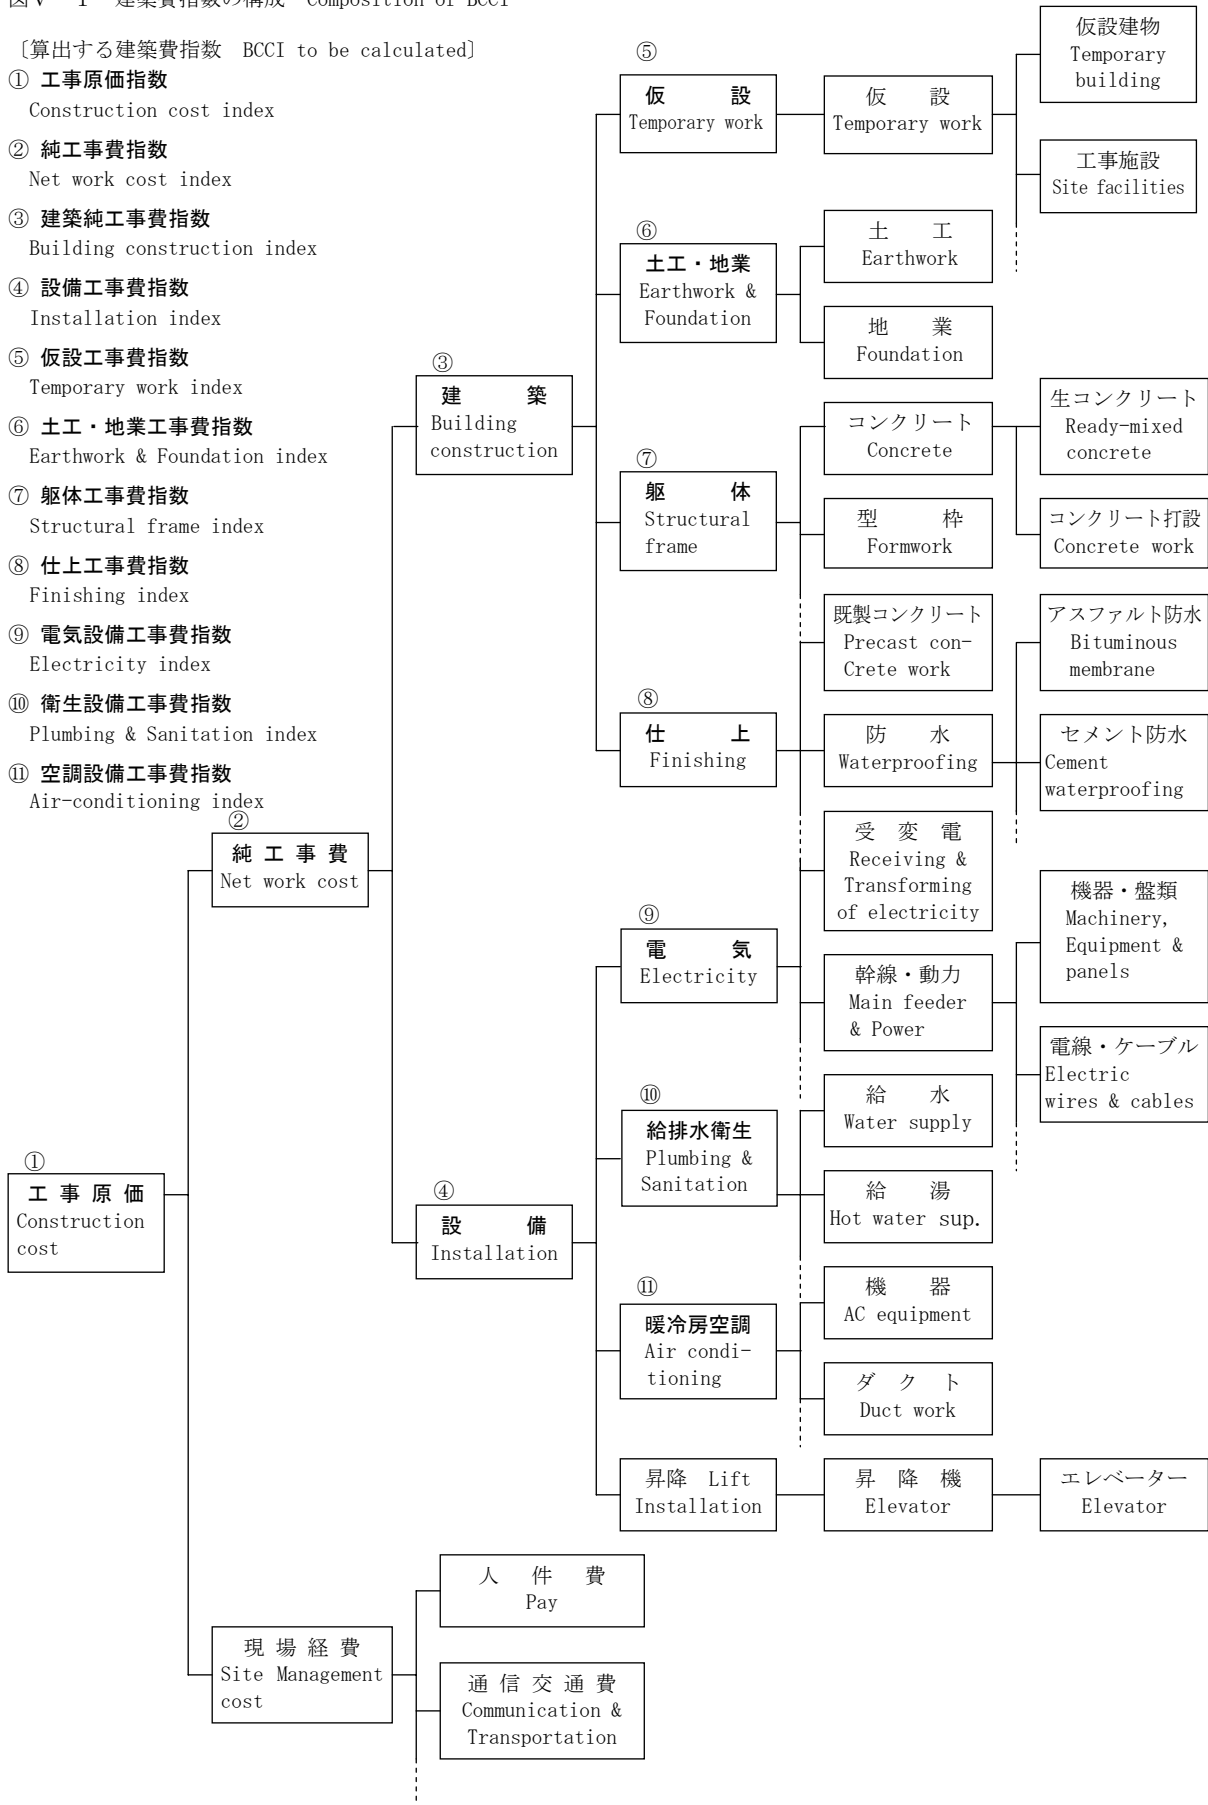 図Ⅴ－１　建築費指数の構成　Composition of BCCI
〔算出する建築費指数　BCCI to be calculated〕
① 工事原価指数
Construction cost index
② 純工事費指数
Net work cost index
③ 建築純工事費指数
Building construction index
④ 設備工事費指数
Installation index
⑤ 仮設工事費指数
Temporary work index
⑥ 土工・地業工事費指数
Earthwork & Foundation index
⑦ 躯体工事費指数
Structural frame index
⑧ 仕上工事費指数
Finishing index
⑨ 電気設備工事費指数
Electricity index
⑩ 衛生設備工事費指数
Plumbing & Sanitation index
⑪ 空調設備工事費指数
Air-conditioning index
①
工 事 原 価
Construction
cost
②
純 工 事 費
Net work cost
現 場 経 費
Site Management
cost
③
建　　　築
Building
construction
④
設　　　備
Installation
人　件　費
Pay
通 信 交 通 費
Communication &
Transportation
⑤
仮　　　設
Temporary work
⑥
土工・地業
Earthwork &
Foundation
⑦
躯　　　体
Structural
frame
⑧
仕　　　上
Finishing
⑨
電　　　気
Electricity
⑩
給排水衛生
Plumbing &
Sanitation
⑪
暖冷房空調
Air condi-
tioning
昇降 Lift
Installation
仮　　設
Temporary work
土　　工
Earthwork
地　　業
Foundation
コンクリート
Concrete
型　　　枠
Formwork
既製コンクリート
Precast con-
Crete work
防　　水
Waterproofing
受 変 電
Receiving &
Transforming
of electricity
幹線・動力
Main feeder
& Power
給　　水
Water supply
給　　湯
Hot water sup.
機　　器
AC equipment
ダ ク ト
Duct work
昇 降 機
Elevator
仮設建物
Temporary
building
工事施設
Site facilities
生コンクリート
Ready-mixed
concrete
コンクリート打設
Concrete work
アスファルト防水
Bituminous
membrane
セメント防水
Cement
waterproofing
機器・盤類
Machinery,
Equipment &
panels
電線・ケーブル
Electric
wires & cables
エレベーター
Elevator